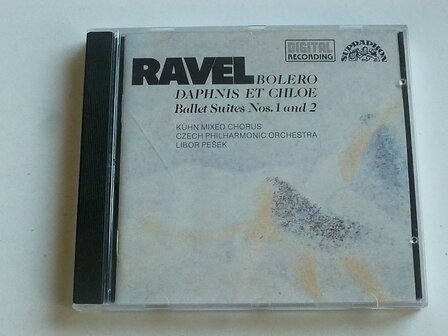 DIGITAL
RECORDING
SUPRAPHON
RAVEL BOLERO
DAPHNIS ET CHLOE
Ballet Suites Nos. 1 and 2
KÜHN MIXED CHORUS
CZECH PHILHARMONIC ORCHESTRA
LIBOR PEŠEK